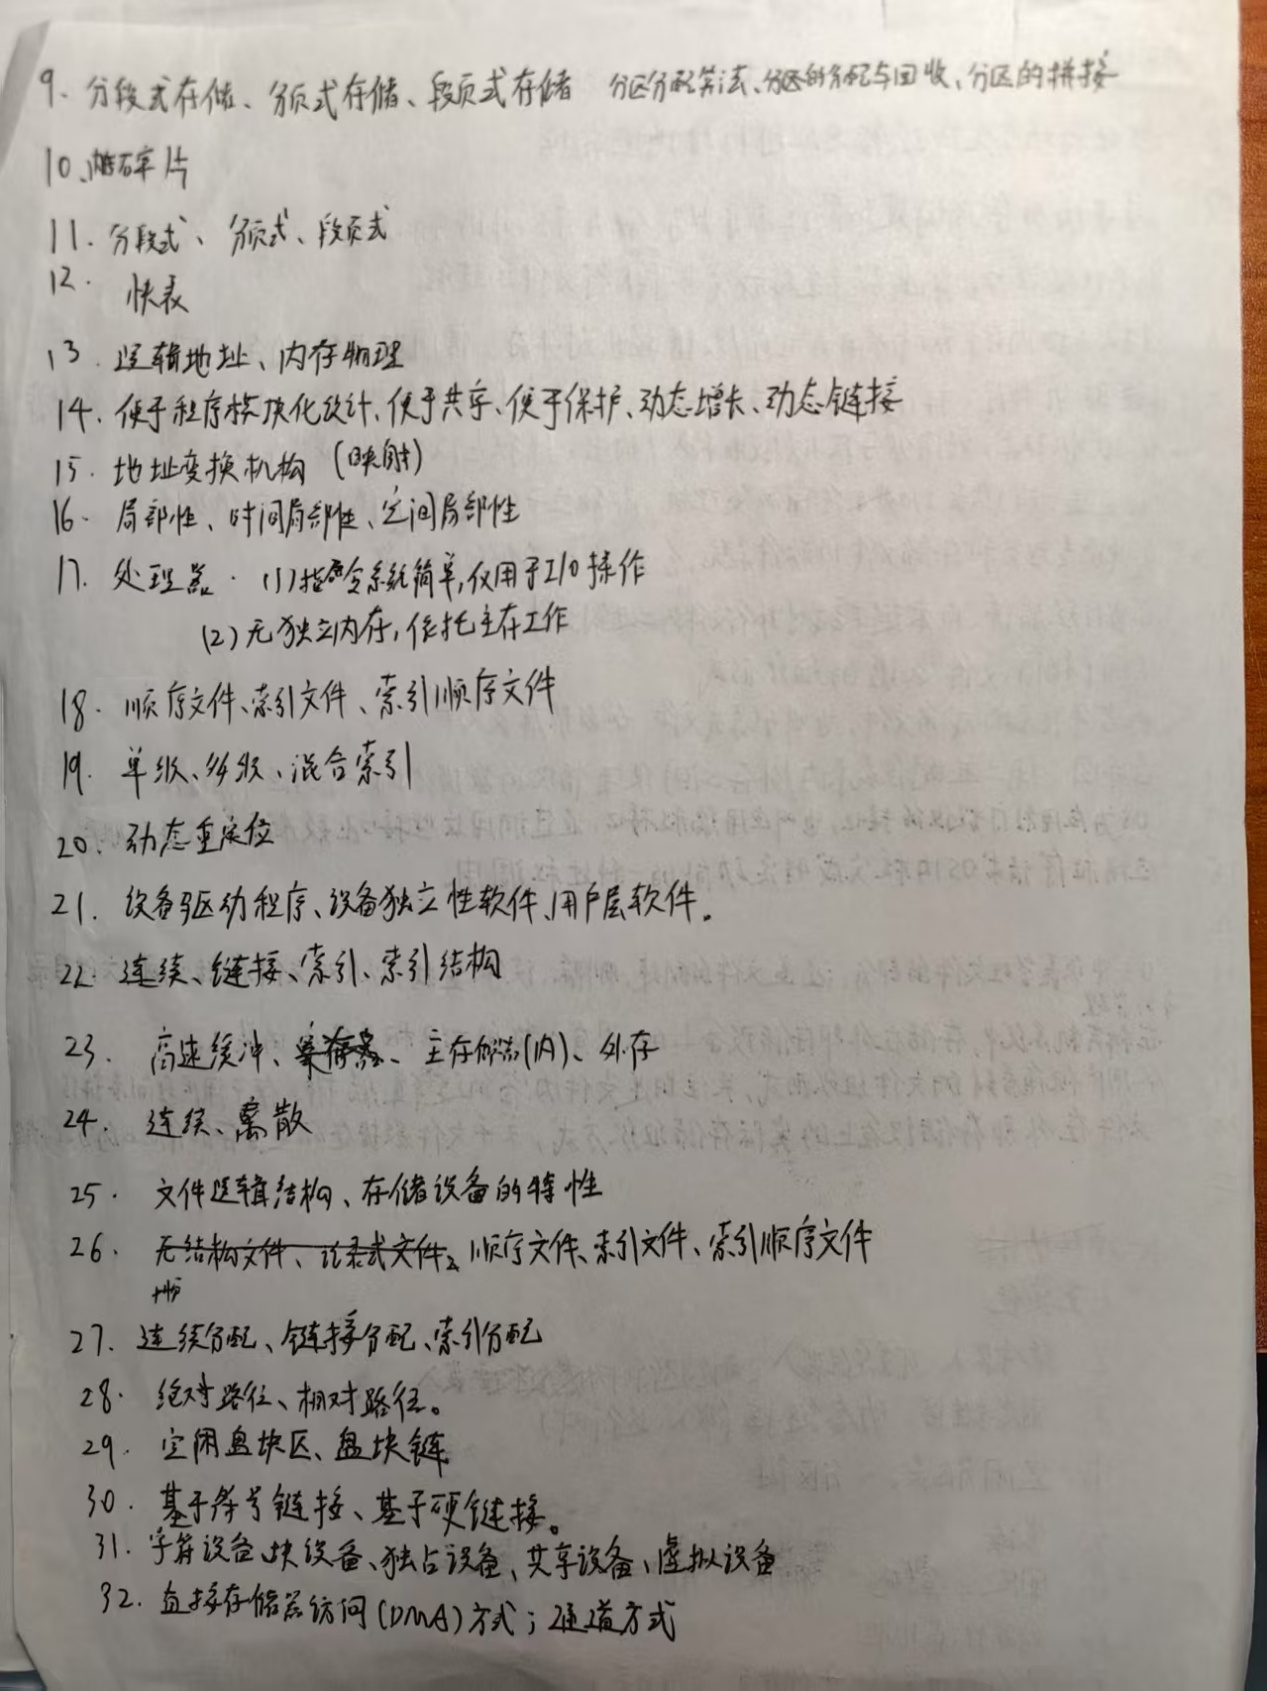 9. 分段式存储、分页式存储、段页式存储 分区分配算法、分区的分配与回收、分区的拼接
10、碎片
11. 分段式、分页式、段页式
12. 快表
13. 逻辑地址、内存物理
14. 便于程序模块化设计、便于共享、便于保护、动态增长、动态链接
15. 地址变换机构 (映射)
16. 局部性、时间局部性、空间局部性
17. 处理器. (1)指令系统简单,仅用于I/O操作
(2)无独立内存,依托主存工作
18. 顺序文件、索引文件、索引顺序文件
19. 单级、多级、混合索引
20. 动态重定位
21. 设备驱动程序、设备独立性软件、用户层软件。
22. 连续、链接、索引、索引结构
23. 高速缓冲、主存储器(内)、外存
24. 连续、离散
25. 文件逻辑结构、存储设备的特性
26. 无结构文件、记录式文件、顺序文件、索引文件、索引顺序文件
27. 连续分配、链接分配、索引分配
28. 绝对路径、相对路径。
29. 空闲盘块区、盘块链
30. 基于符号链接、基于硬链接。
31. 字符设备、块设备、独占设备、共享设备、虚拟设备
32. 直接存储器访问(DMA)方式；通道方式